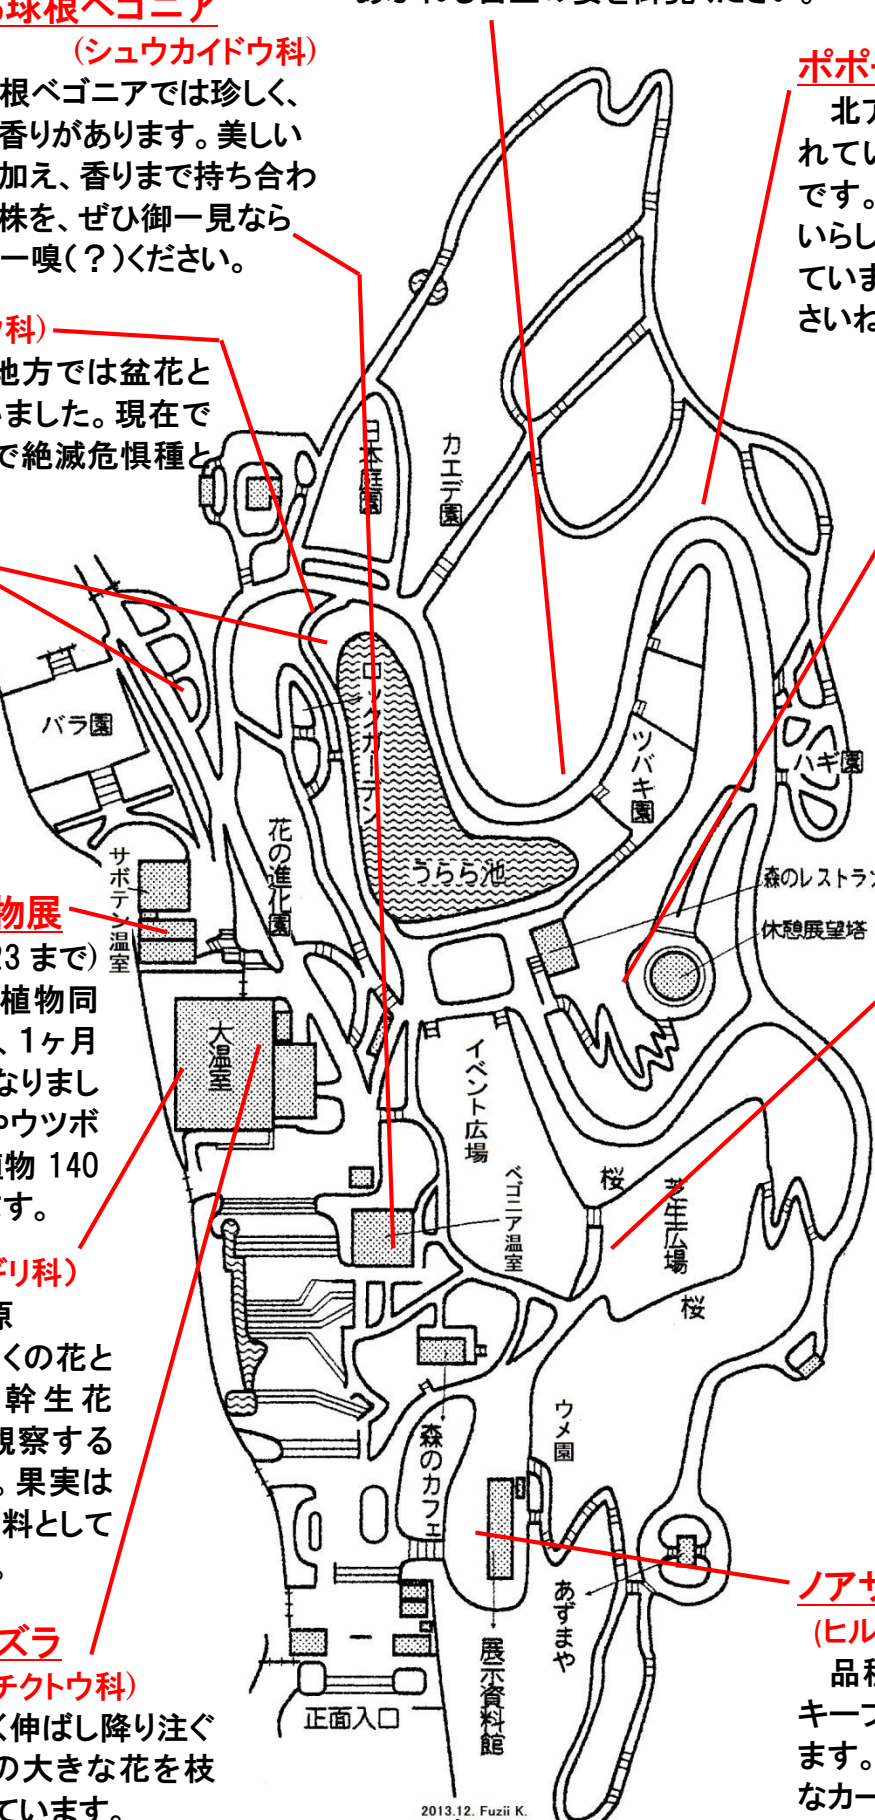 る球根ベゴニア
(シュウカイドウ科)
根ベゴニアでは珍しく、
香りがあります。美しい
加え、香りまで持ち合わ
株を、ぜひ御一見なら
一嗅(?)ください。
ポポ
北ア
れてい
です。
いらし
ていま
さいね
科)
地方では盆花と
いました。現在で
で絶滅危惧種と
日本庭園
カエデ園
バラ園
ロックガーデン
ツバキ園
ハギ園
うらら池
花の進化園
サボテン温室
森のレストラン
休憩展望塔
物展
23 まで)
植物同
、1ヶ月
なりまし
やウツボ
植物 140
す。
大温室
イベント広場
ベゴニア温室
桜
芝生広場
桜
ギリ科)
原
くの花と
幹生花
観察する
。果実は
料として
。
森のカフェ
ウメ園
あずまや
展示資料館
正面入口
ズラ
チクトウ科)
く伸ばし降り注ぐ
の大きな花を枝
ています。
ノアサ
(ヒル
品種
キーブ
ます。
なカー
2013.12. Fuzii K.